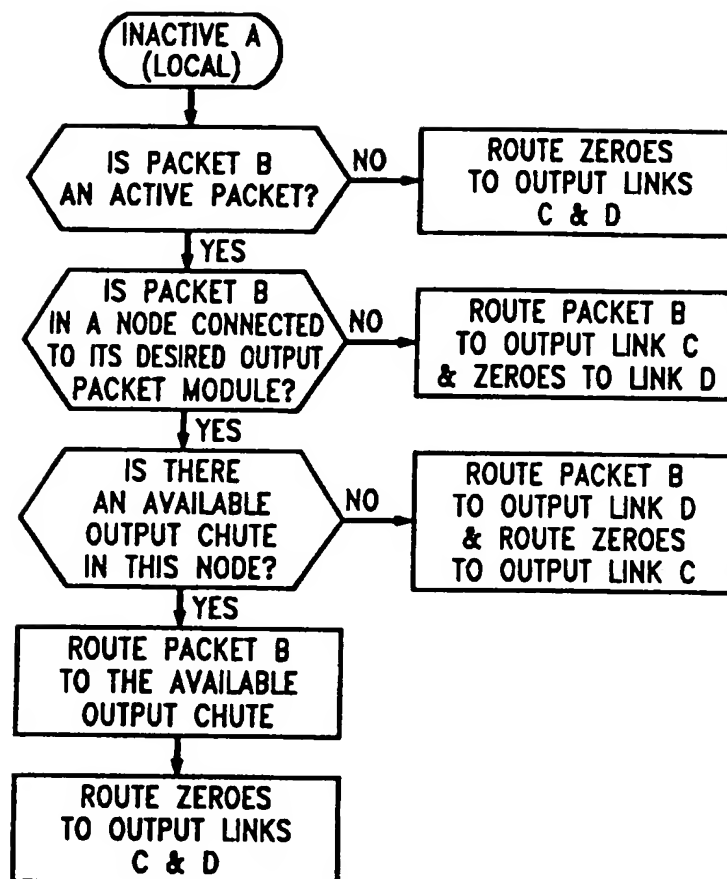 INACTIVE A
(LOCAL)
IS PACKET B
AN ACTIVE PACKET?
NO
ROUTE ZEROES
TO OUTPUT LINKS
C & D
YES
IS PACKET B
IN A NODE CONNECTED
TO ITS DESIRED OUTPUT
PACKET MODULE?
NO
ROUTE PACKET B
TO OUTPUT LINK C
& ZEROES TO LINK D
YES
IS THERE
AN AVAILABLE
OUTPUT CHUTE
IN THIS NODE?
NO
ROUTE PACKET B
TO OUTPUT LINK D
& ROUTE ZEROES
TO OUTPUT LINK C
YES
ROUTE PACKET B
TO THE AVAILABLE
OUTPUT CHUTE
ROUTE ZEROES
TO OUTPUT LINKS
C & D